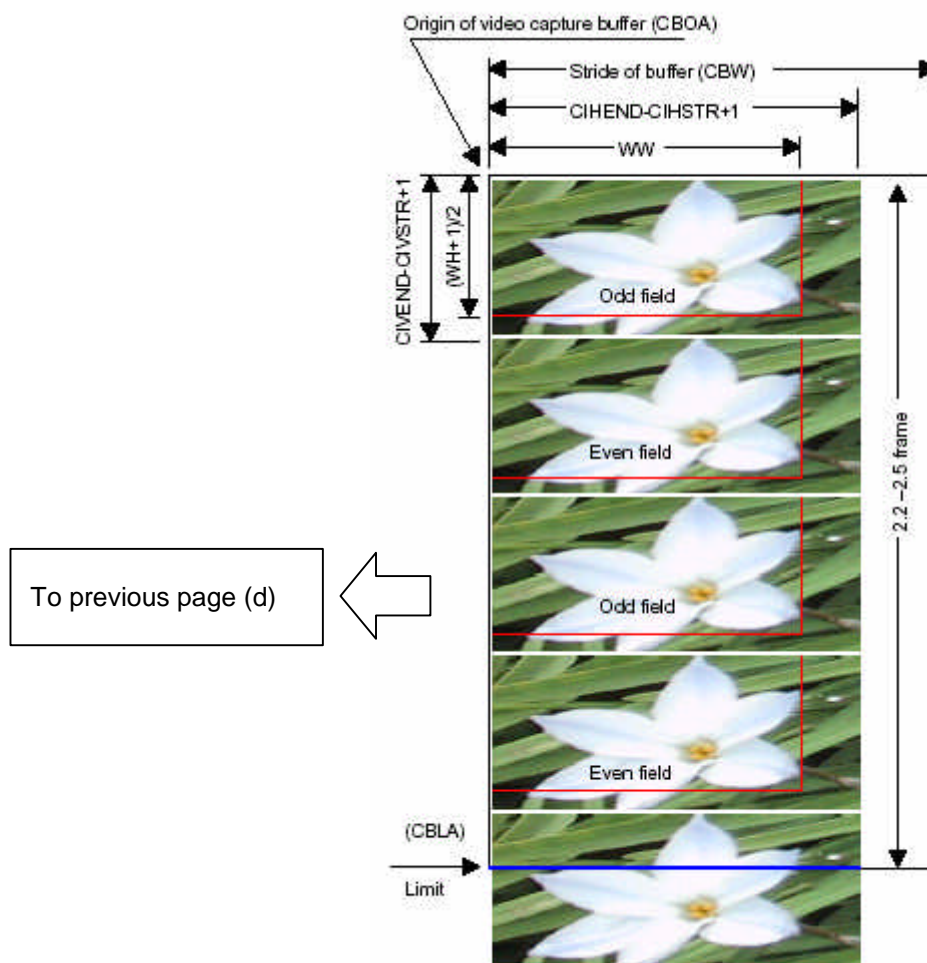 Origin of video capture buffer (CBOA)
Stride of buffer (CBW)
CIHEND-CIHSTR+1
WW
CIVEND-CIVSTR+1
(WH+1)/2
Odd field
Even field
2.2 –2.5 frame
Odd field
To previous page (d)
Even field
(CBLA)
Limit